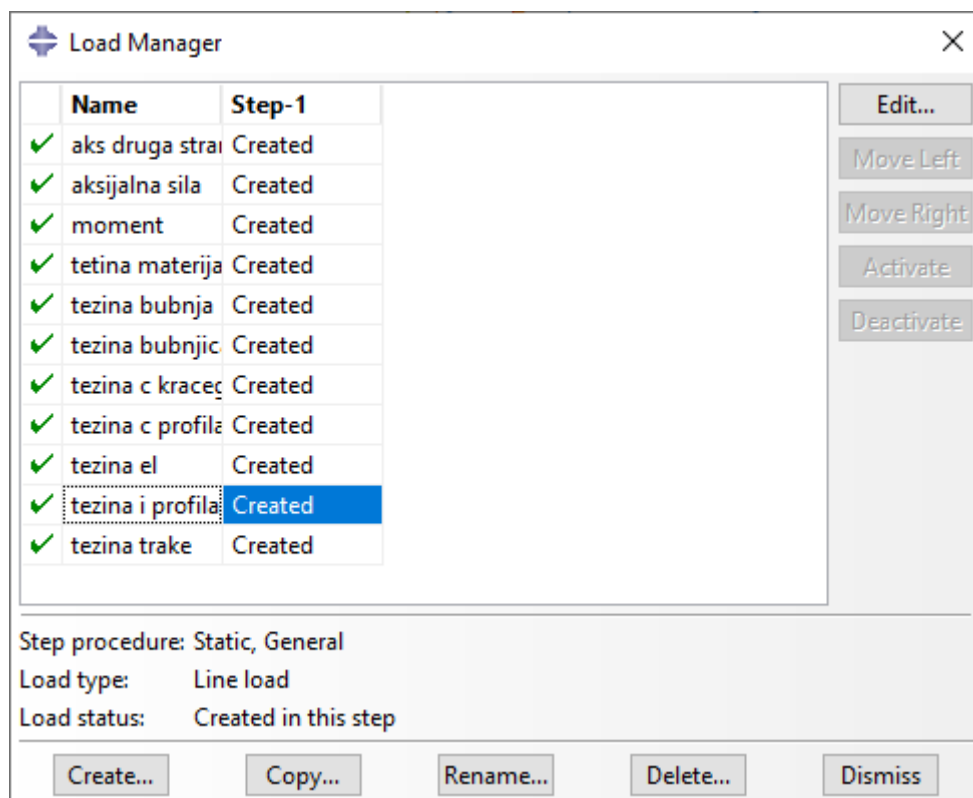 Load Manager
Name Step-1
Edit...
aks druga stra Created
Move Left
aksijalna sila Created
Move Right
moment Created
tetina materija Created
Activate
tezina bubnja Created
Deactivate
tezina bubnjic Created
tezina c kraceg Created
tezina c profila Created
tezina el Created
tezina i profila Created
tezina trake Created
Step procedure: Static, General
Load type: Line load
Load status: Created in this step
Create... Copy... Rename... Delete... Dismiss